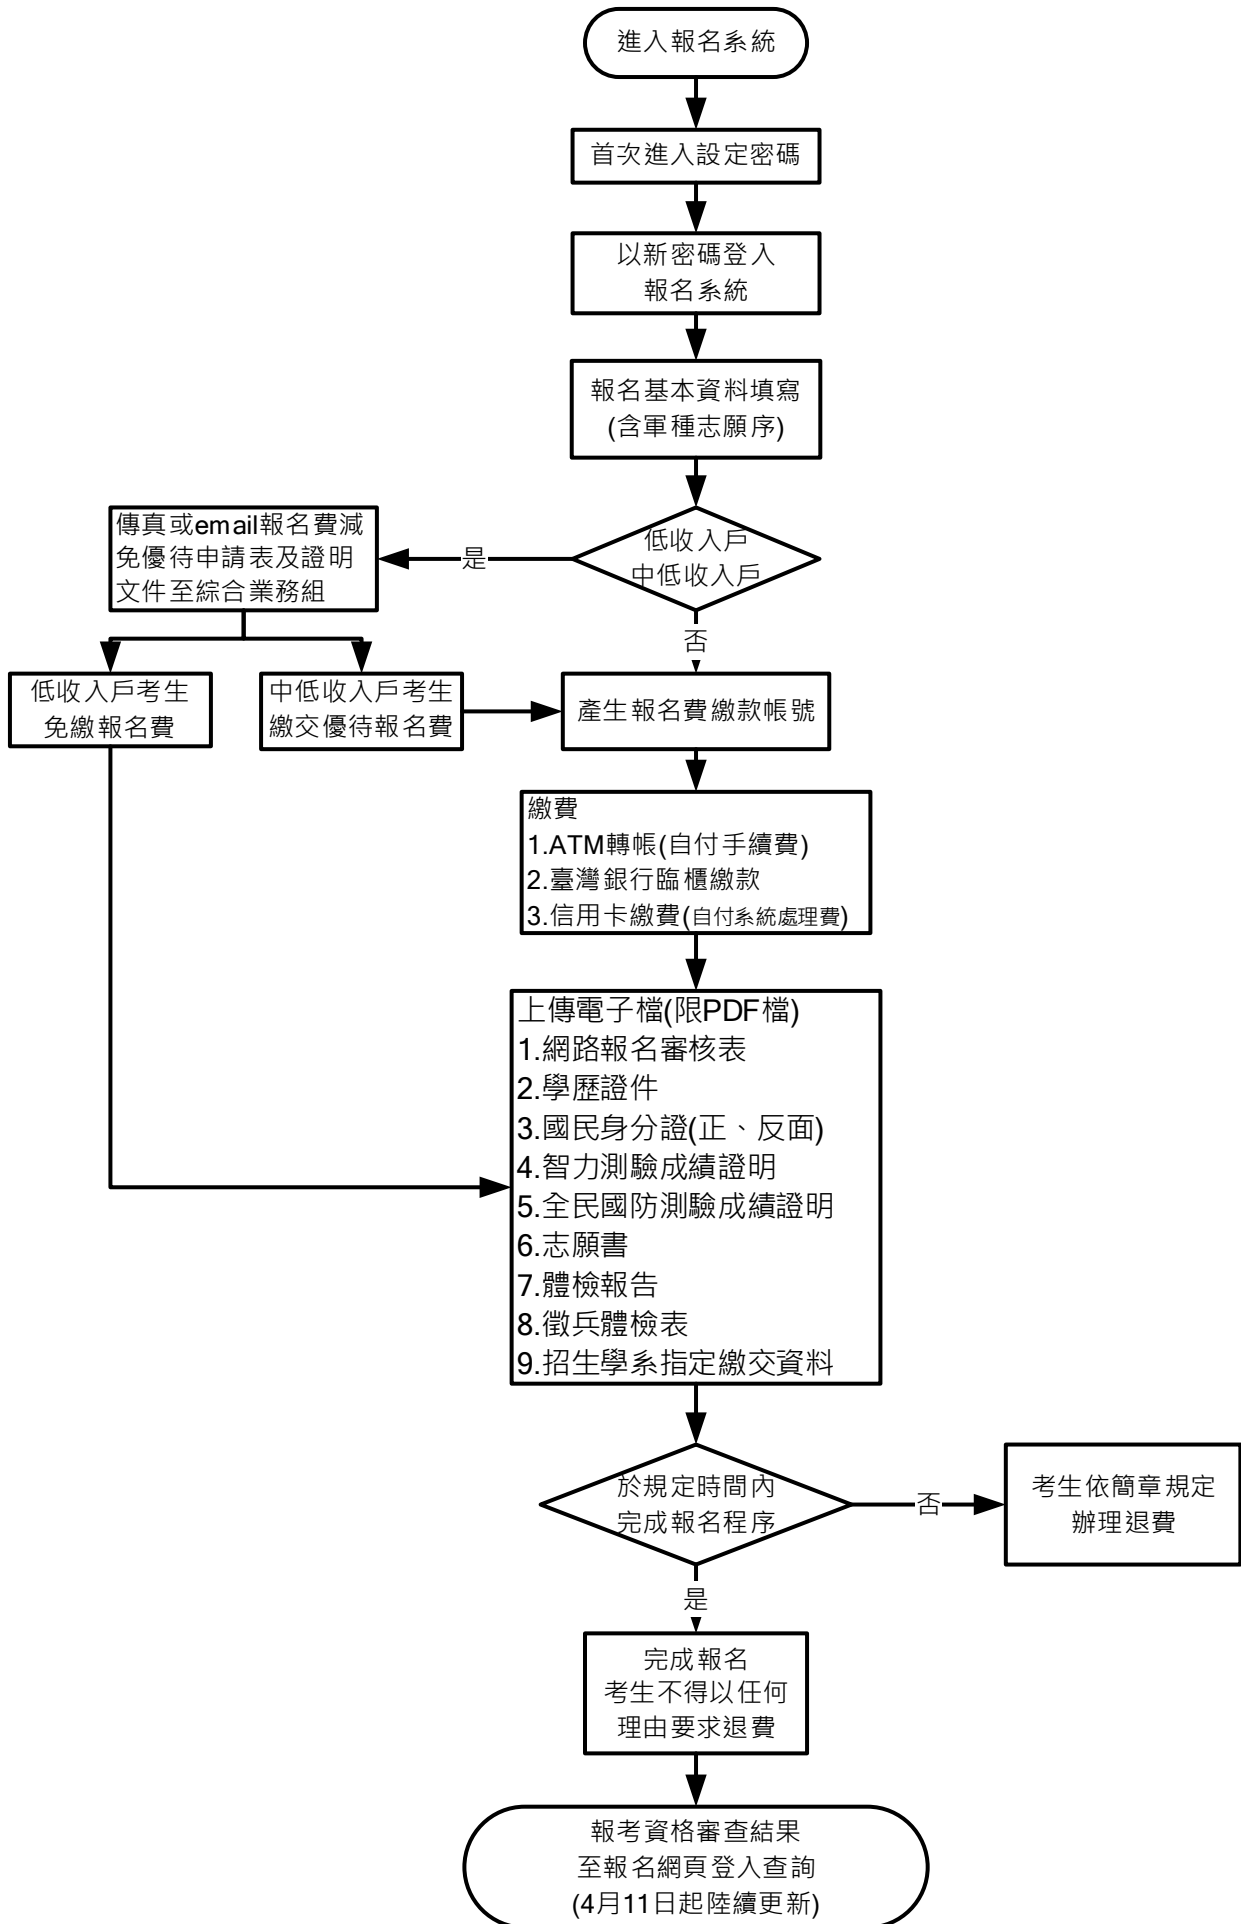 進入報名系統
首次進入設定密碼
以新密碼登入
報名系統
報名基本資料填寫
(含軍種志願序)
低收入戶
中低收入戶
是
傳真或email報名費減
免優待申請表及證明
文件至綜合業務組
否
低收入戶考生
免繳報名費
中低收入戶考生
繳交優待報名費
產生報名費繳款帳號
繳費
1.ATM轉帳(自付手續費)
2.臺灣銀行臨櫃繳款
3.信用卡繳費(自付系統處理費)
上傳電子檔(限PDF檔)
1.網路報名審核表
2.學歷證件
3.國民身分證(正、反面)
4.智力測驗成績證明
5.全民國防測驗成績證明
6.志願書
7.體檢報告
8.徵兵體檢表
9.招生學系指定繳交資料
於規定時間內
完成報名程序
否
考生依簡章規定
辦理退費
是
完成報名
考生不得以任何
理由要求退費
報考資格審查結果
至報名網頁登入查詢
(4月11日起陸續更新)